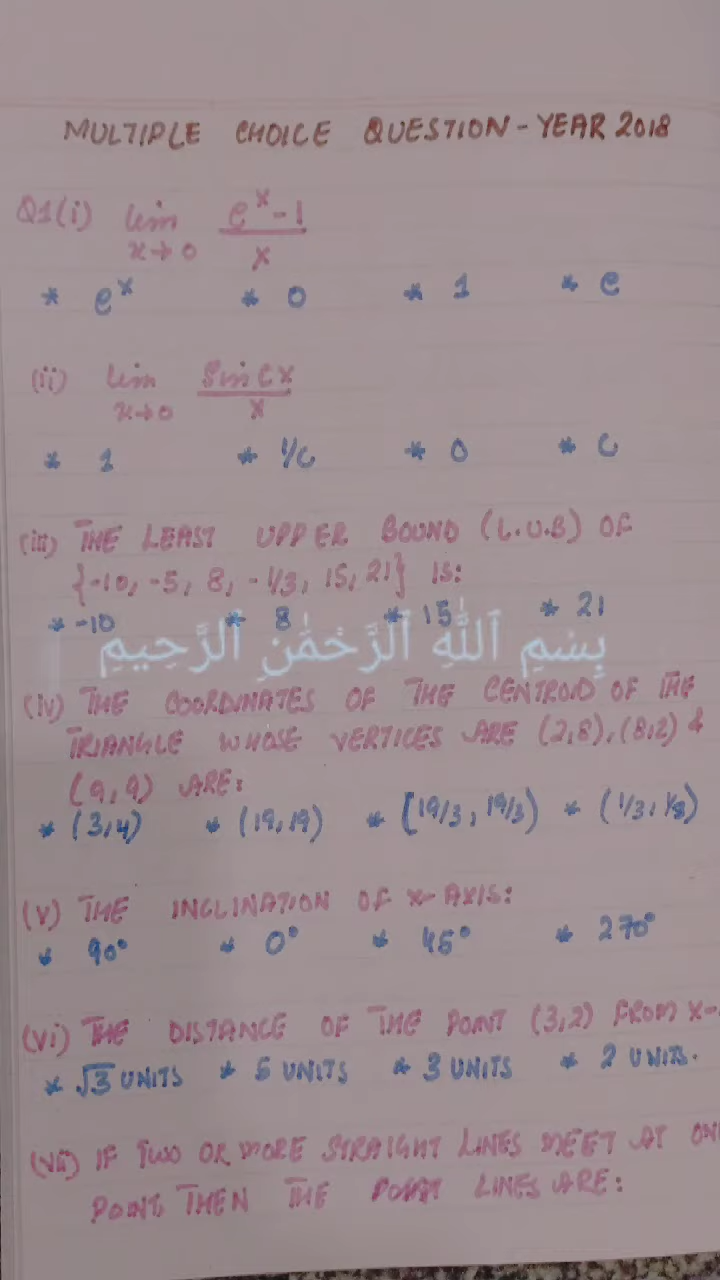 MULTIPLE CHOICE QUESTION - YEAR 2018
Q1(i) lim x→0 e^x - 1 / x
* e^x * 0 * 1 * e
(ii) lim x→0 Sin Cx / x
* 1 * 1/C * 0 * C
(iii) THE LEAST UPPER BOUND (L.U.B) OF
{-10, -5, 8, -1/3, 15, 21} IS:
* -10 * 8 * 15 * 21
بِسْمِ ٱللَّٰهِ ٱلرَّحْمَٰنِ ٱلرَّحِيمِ
(iv) THE COORDINATES OF THE CENTROID OF THE
TRIANGLE WHOSE VERTICES ARE (2,8), (8,2) &
(9,9) ARE:
* (3,4) * (19,19) * [19/3, 19/3) * (1/3, 1/8)
(v) THE INCLINATION OF X-AXIS:
* 90° * 0° * 45° * 270°
(vi) THE DISTANCE OF THE POINT (3,2) FROM X-
* √3 UNITS * 5 UNITS * 3 UNITS * 2 UNITS.
(vii) IF TWO OR MORE STRAIGHT LINES MEET AT ON
POINT THEN THE LINES ARE: